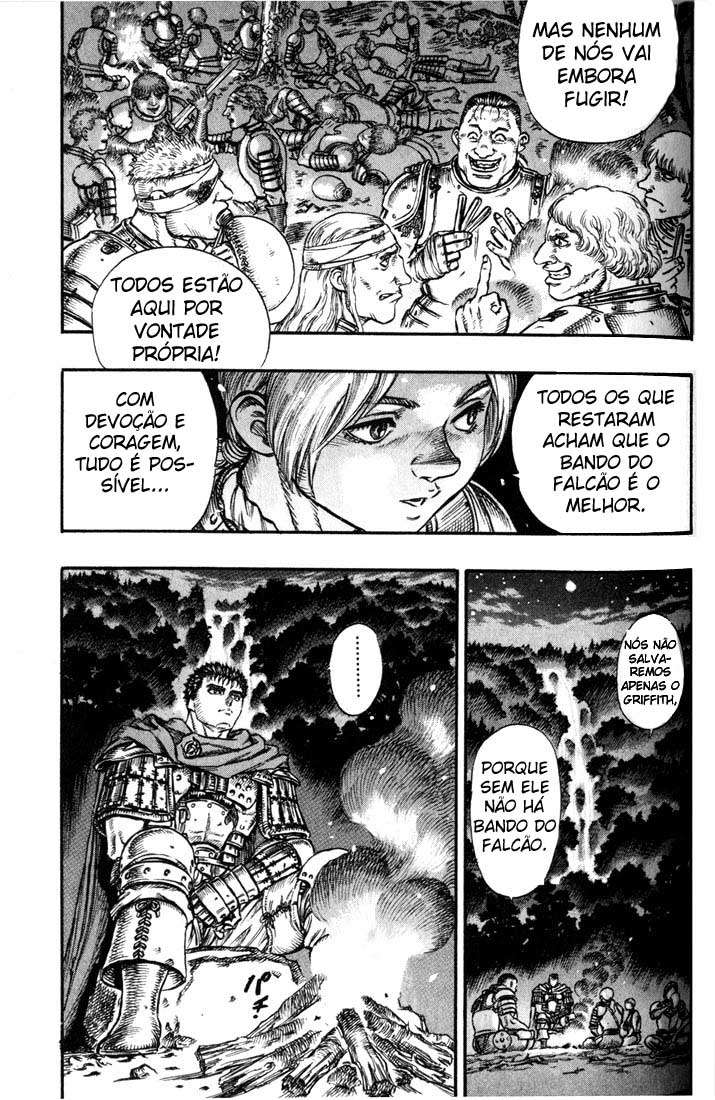 MAS NENHUM
DE NÓS VAI
EMBORA
FUGIR!
TODOS ESTÃO
AQUI POR
VONTADE
PRÓPRIA!
TODOS OS QUE
RESTARAM
ACHAM QUE O
BANDO DO
FALCÃO É O
MELHOR.
COM
DEVOÇÃO E
CORAGEM,
TUDO É POS-
SÍVEL...
NÓS NÃO
SALVA-
REMOS
APENAS O
GRIFFITH,
PORQUE
SEM ELE
NÃO HÁ
BANDO DO
FALCÃO.
.........